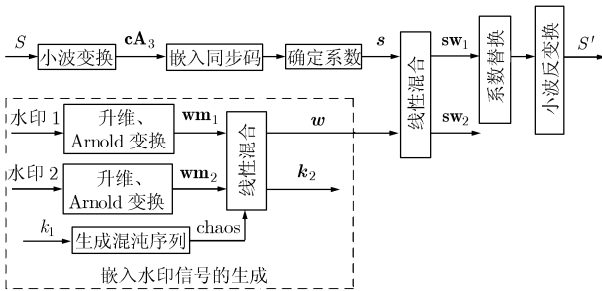 S
小波变换
cA₃
嵌入同步码
确定系数
s
线性混合
sw₁
sw₂
系数替换
小波反变换
S′
水印 1
升维、
Arnold 变换
wm₁
水印 2
升维、
Arnold 变换
wm₂
线性混合
w
k₂
k₁
生成混沌序列
chaos
嵌入水印信号的生成